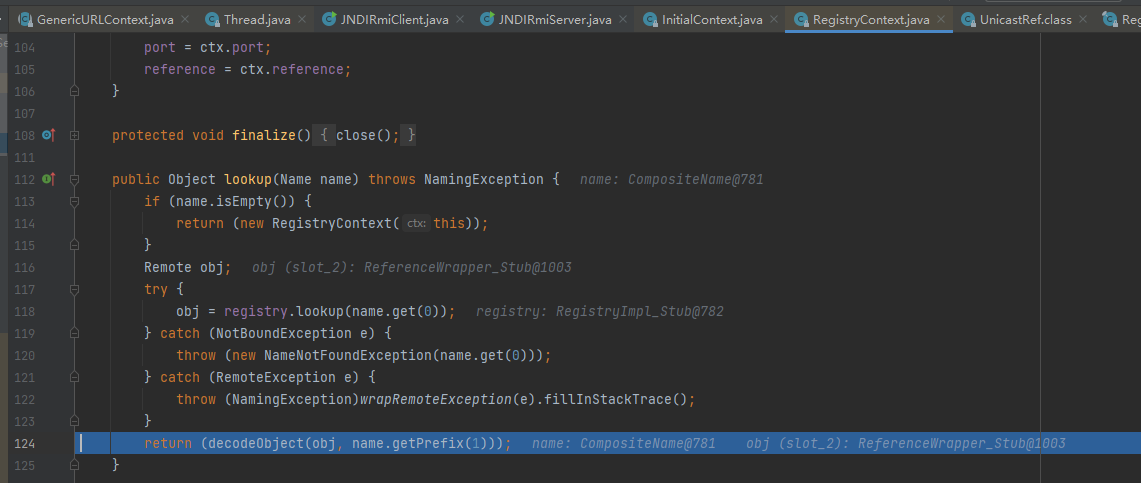 GenericURLContext.java × Thread.java × JNDIRmiClient.java × JNDIRmiServer.java × InitialContext.java × RegistryContext.java × UnicastRef.class × Reg
104 port = ctx.port;
105 reference = ctx.reference;
106 }
107
108 protected void finalize() { close(); }
111
112 public Object lookup(Name name) throws NamingException { name: CompositeName@781
113 if (name.isEmpty()) {
114 return (new RegistryContext( ctx: this));
115 }
116 Remote obj; obj (slot_2): ReferenceWrapper_Stub@1003
117 try {
118 obj = registry.lookup(name.get(0)); registry: RegistryImpl_Stub@782
119 } catch (NotBoundException e) {
120 throw (new NameNotFoundException(name.get(0)));
121 } catch (RemoteException e) {
122 throw (NamingException)wrapRemoteException(e).fillInStackTrace();
123 }
124 return (decodeObject(obj, name.getPrefix(1))); name: CompositeName@781 obj (slot_2): ReferenceWrapper_Stub@1003
125 }